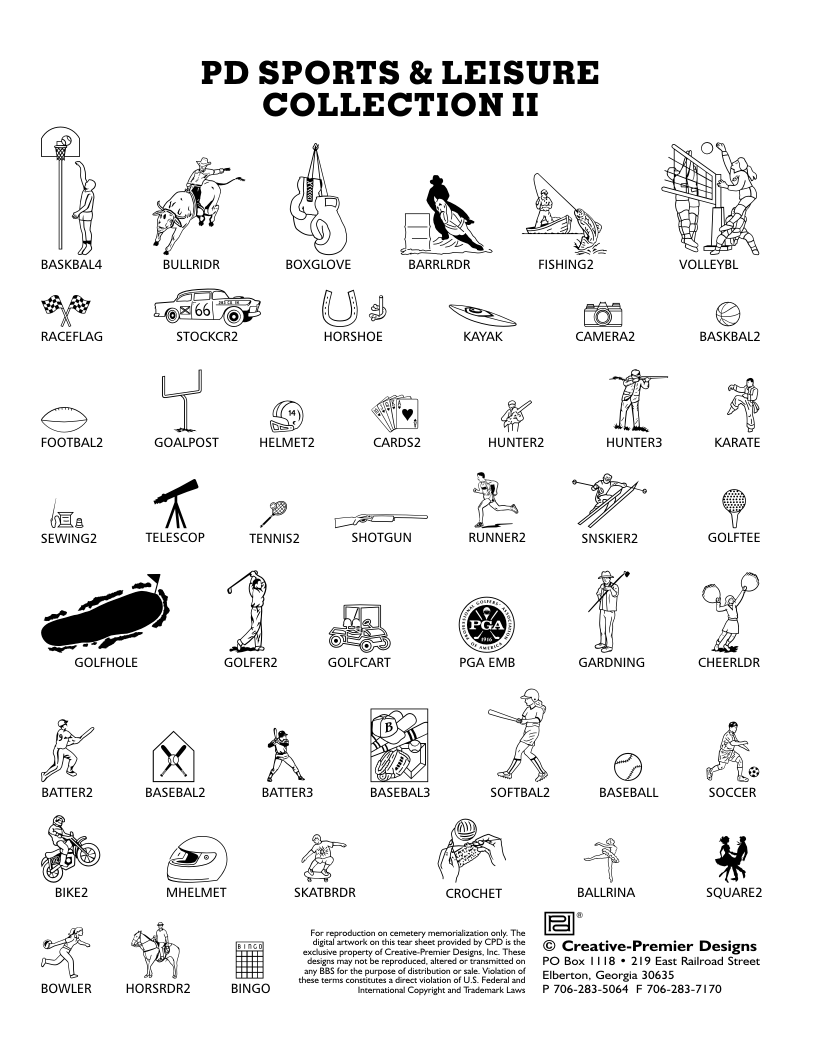 PD SPORTS & LEISURE
COLLECTION II
BASKBAL4 BULLRIDR BOXGLOVE BARRLRDR FISHING2 VOLLEYBL
66
RACEFLAG STOCKCR2 HORSHOE KAYAK CAMERA2 BASKBAL2
14
FOOTBAL2 GOALPOST HELMET2 CARDS2 HUNTER2 HUNTER3 KARATE
SEWING2 TELESCOP TENNIS2 SHOTGUN RUNNER2 SNSKIER2 GOLFTEE
PROFESSIONAL GOLFERS' ASSOCIATION
PGA
1916
OF AMERICA
GOLFHOLE GOLFER2 GOLFCART PGA EMB GARDNING CHEERLDR
B
BATTER2 BASEBAL2 BATTER3 BASEBAL3 SOFTBAL2 BASEBALL SOCCER
BIKE2 MHELMET SKATBRDR CROCHET BALLRINA SQUARE2
BINGO
BOWLER HORSRDR2 BINGO
For reproduction on cemetery memorialization only. The
digital artwork on this tear sheet provided by CPD is the
exclusive property of Creative-Premier Designs, Inc. These
designs may not be reproduced, altered or transmitted on
any BBS for the purpose of distribution or sale. Violation of
these terms constitutes a direct violation of U.S. Federal and
International Copyright and Trademark Laws
®
© Creative-Premier Designs
PO Box 1118 • 219 East Railroad Street
Elberton, Georgia 30635
P 706-283-5064 F 706-283-7170